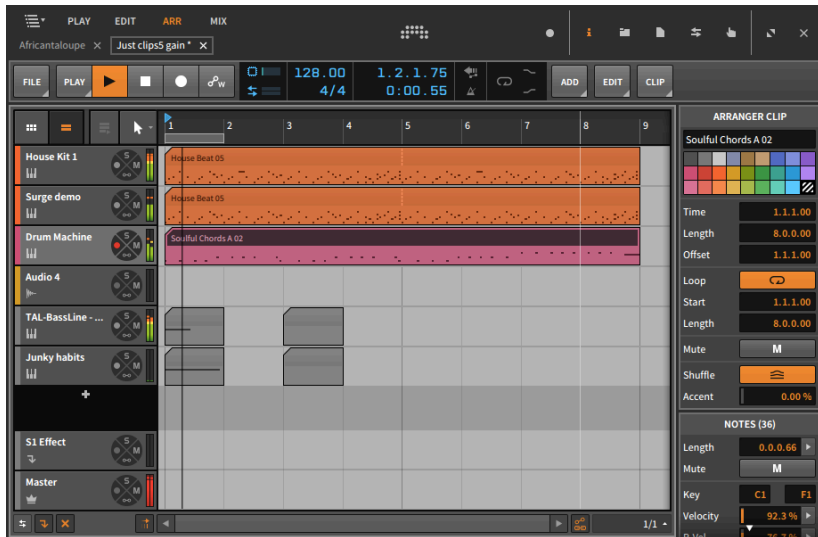 PLAY EDIT ARR MIX
Africantaloupe Just clips5 gain *
FILE PLAY W 128.00 1.2.1.75 ADD EDIT CLIP
4/4 0:00.55
1 2 3 4 5 6 7 8 9
House Kit 1 S M House Beat 05
Surge demo S M House Beat 05
Drum Machine S M Soulful Chords A 02
Audio 4 S M
TAL-BassLine - ... S M
Junky habits S M
+
S1 Effect S M
Master S M
1/1
ARRANGER CLIP
Soulful Chords A 02
Time 1.1.1.00
Length 8.0.0.00
Offset 1.1.1.00
Loop
Start 1.1.1.00
Length 8.0.0.00
Mute M
Shuffle
Accent 0.00 %
NOTES (36)
Length 0.0.0.66
Mute M
Key C1 F1
Velocity 92.3 %